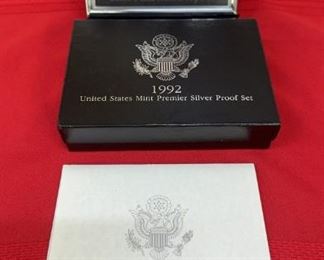 1992
United States Mint Premier Silver Proof Set